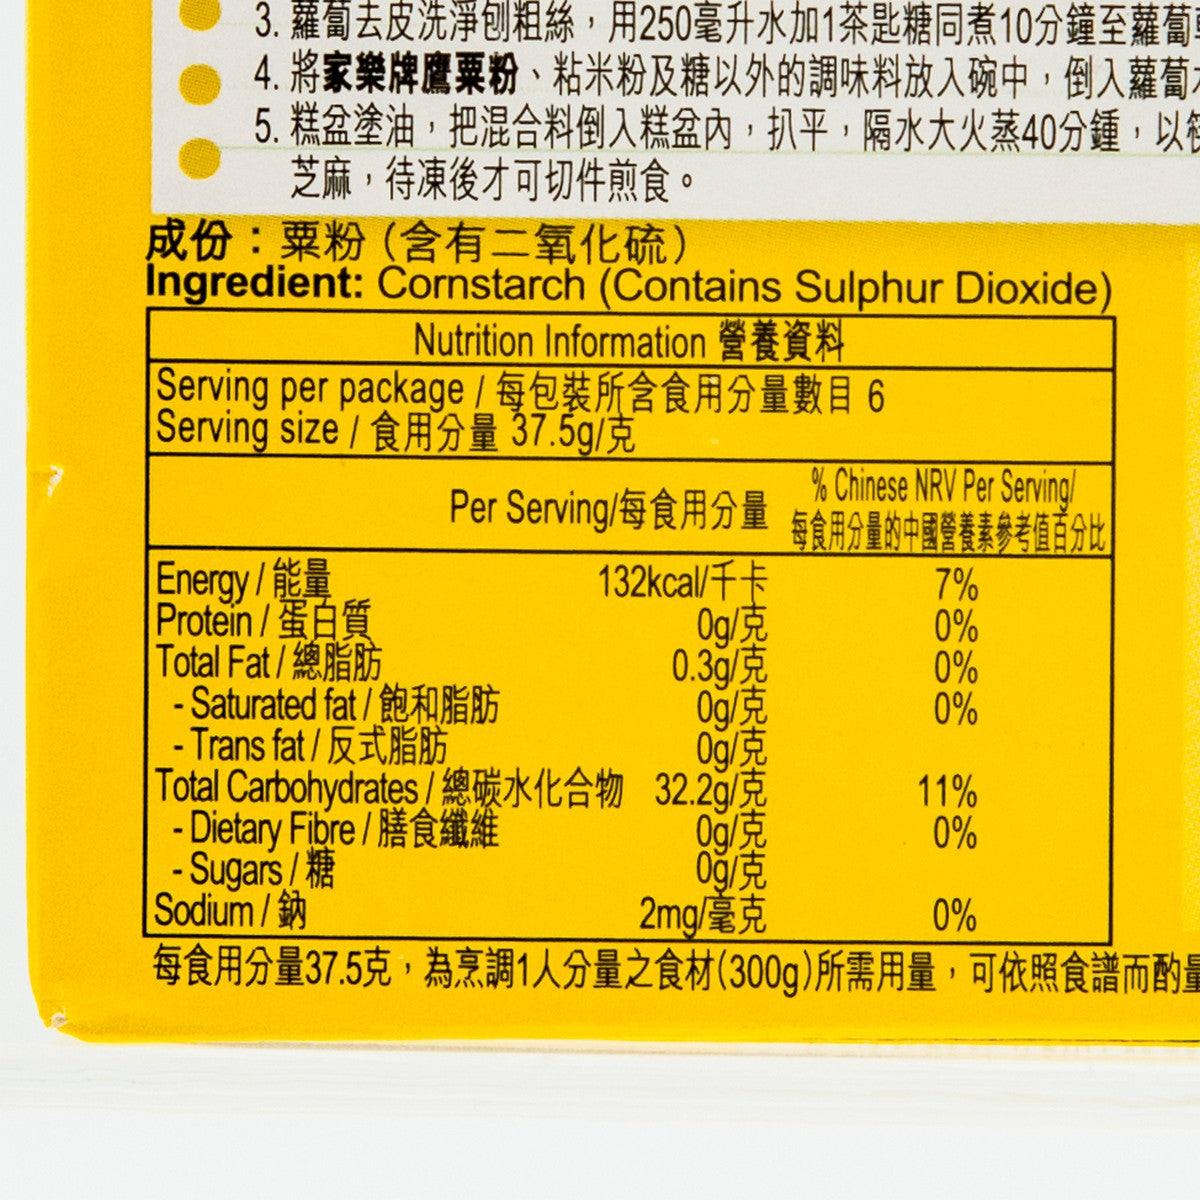 3. 蘿蔔去皮洗淨刨粗絲，用250毫升水加1茶匙糖同煮10分鐘至蘿蔔
4. 將家樂牌鷹粟粉、粘米粉及糖以外的調味料放入碗中，倒入蘿蔔
5. 糕盆塗油，把混合料倒入糕盆內，扒平，隔水大火蒸40分鍾，以
芝麻，待凍後才可切件煎食。
成份：粟粉（含有二氧化硫）
Ingredient: Cornstarch (Contains Sulphur Dioxide)
Nutrition Information 營養資料
Serving per package / 每包裝所含食用分量數目 6
Serving size / 食用分量 37.5g/克
Per Serving/每食用分量 % Chinese NRV Per Serving/
每食用分量的中國營養素參考值百分比
Energy / 能量 132kcal/千卡 7%
Protein / 蛋白質 0g/克 0%
Total Fat / 總脂肪 0.3g/克 0%
- Saturated fat / 飽和脂肪 0g/克 0%
- Trans fat / 反式脂肪 0g/克
Total Carbohydrates / 總碳水化合物 32.2g/克 11%
- Dietary Fibre / 膳食纖維 0g/克 0%
- Sugars / 糖 0g/克
Sodium / 鈉 2mg/毫克 0%
每食用分量37.5克，為烹調1人分量之食材(300g)所需用量，可依照食譜而酌量